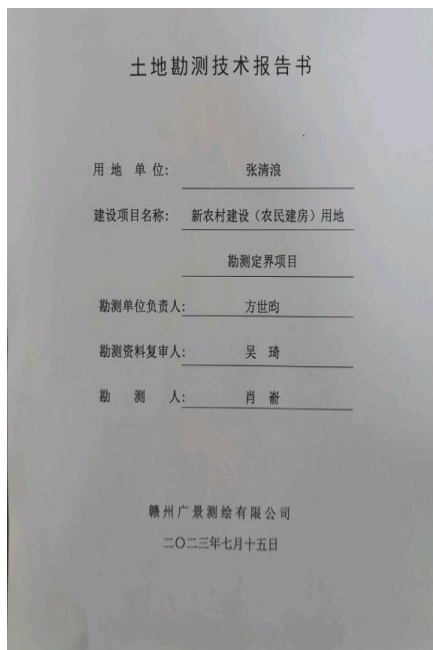 土地勘测技术报告书
用 地 单 位: 张清浪
建设项目名称: 新农村建设(农民建房)用地
勘测定界项目
勘测单位负责人: 方世昀
勘测资料复审人: 吴 琦
勘 测 人: 肖 嵛
赣州广景测绘有限公司
二〇二三年七月十五日